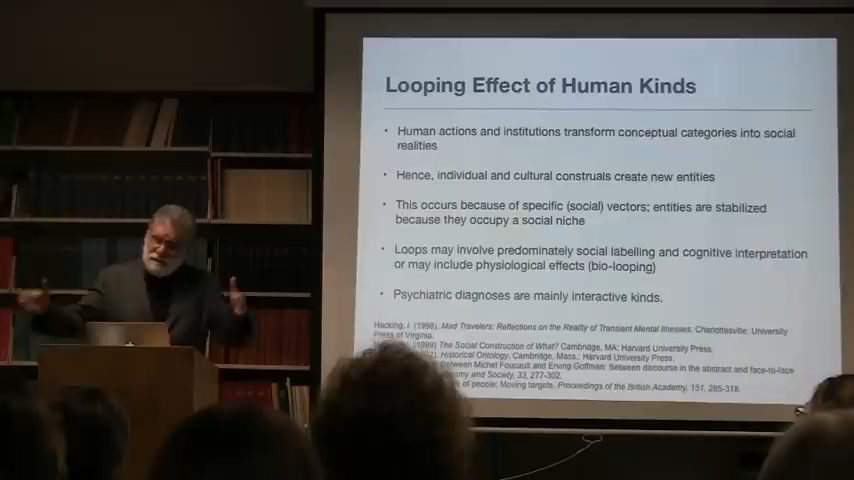 Looping Effect of Human Kinds
• Human actions and institutions transform conceptual categories into social
realities
• Hence, individual and cultural construals create new entities
• This occurs because of specific (social) vectors; entities are stabilized
because they occupy a social niche
• Loops may involve predominately social labelling and cognitive interpretation
or may include physiological effects (bio-looping)
• Psychiatric diagnoses are mainly interactive kinds.
Hacking, I. (1998). Mad Travelers: Reflections on the Reality of Transient Mental Illnesses. Charlottesville: University
Press of Virginia.
(1999) The Social Construction of What? Cambridge, MA: Harvard University Press.
Historical Ontology. Cambridge, Mass.: Harvard University Press.
Between Michel Foucault and Erving Goffman: Between discourse in the abstract and face-to-face
and Society, 33, 277-302.
of people: Moving targets. Proceedings of the British Academy, 151, 285-318.